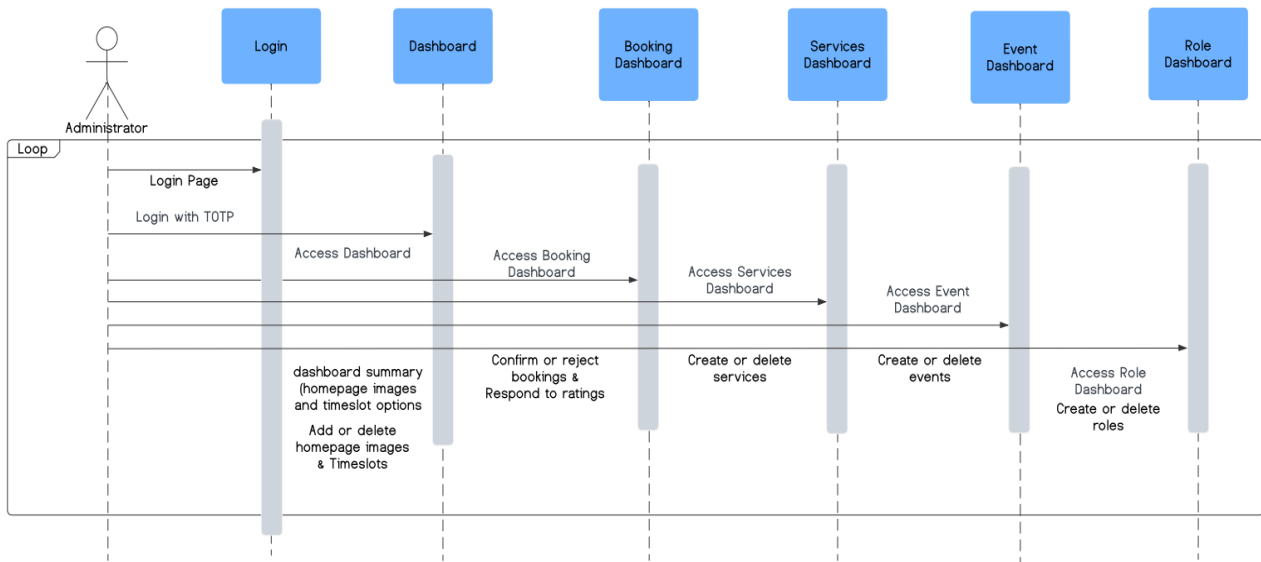 Login
Dashboard
Booking
Dashboard
Services
Dashboard
Event
Dashboard
Role
Dashboard
Administrator
Loop
Login Page
Login with TOTP
Access Dashboard
Access Booking
Dashboard
Access Services
Dashboard
Access Event
Dashboard
dashboard summary
(homepage images
and timeslot options
Add or delete
homepage images
& Timeslots
Confirm or reject
bookings &
Respond to ratings
Create or delete
services
Create or delete
events
Access Role
Dashboard
Create or delete
roles